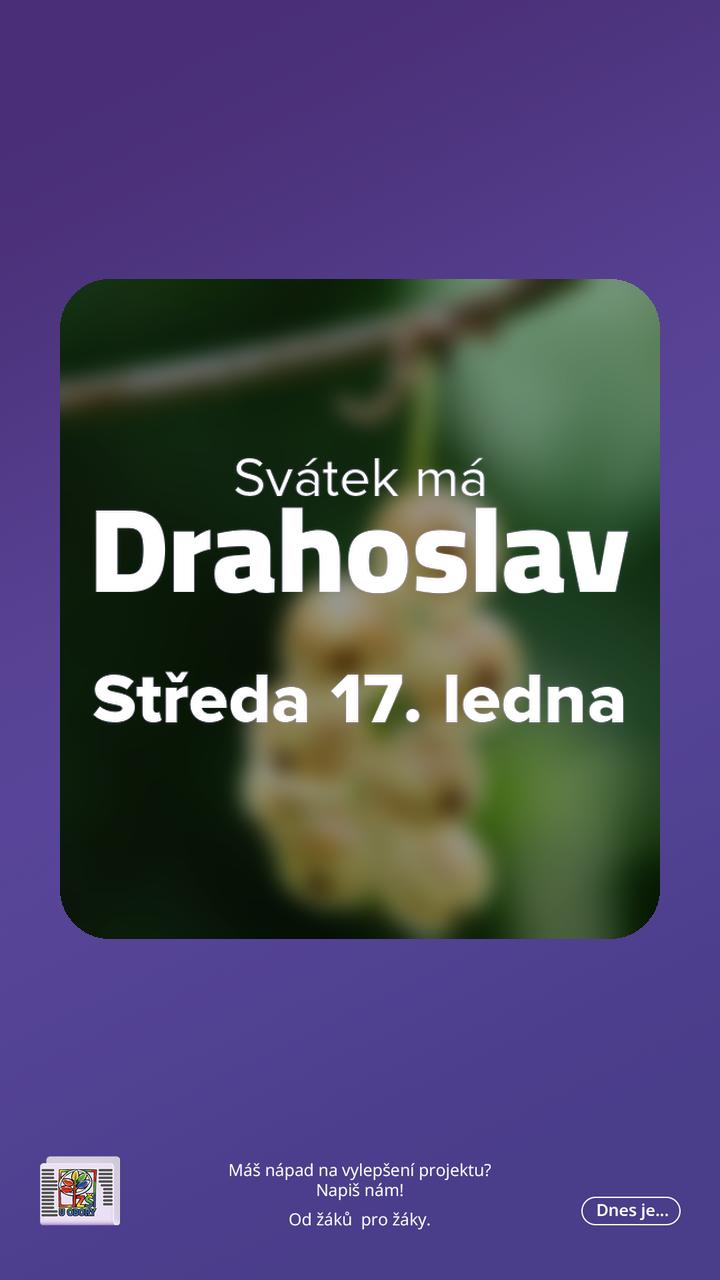 Svátek má
Drahoslav
Středa 17. ledna
Máš nápad na vylepšení projektu?
Napiš nám!
Od žáků  pro žáky.
Dnes je...
U OBORY